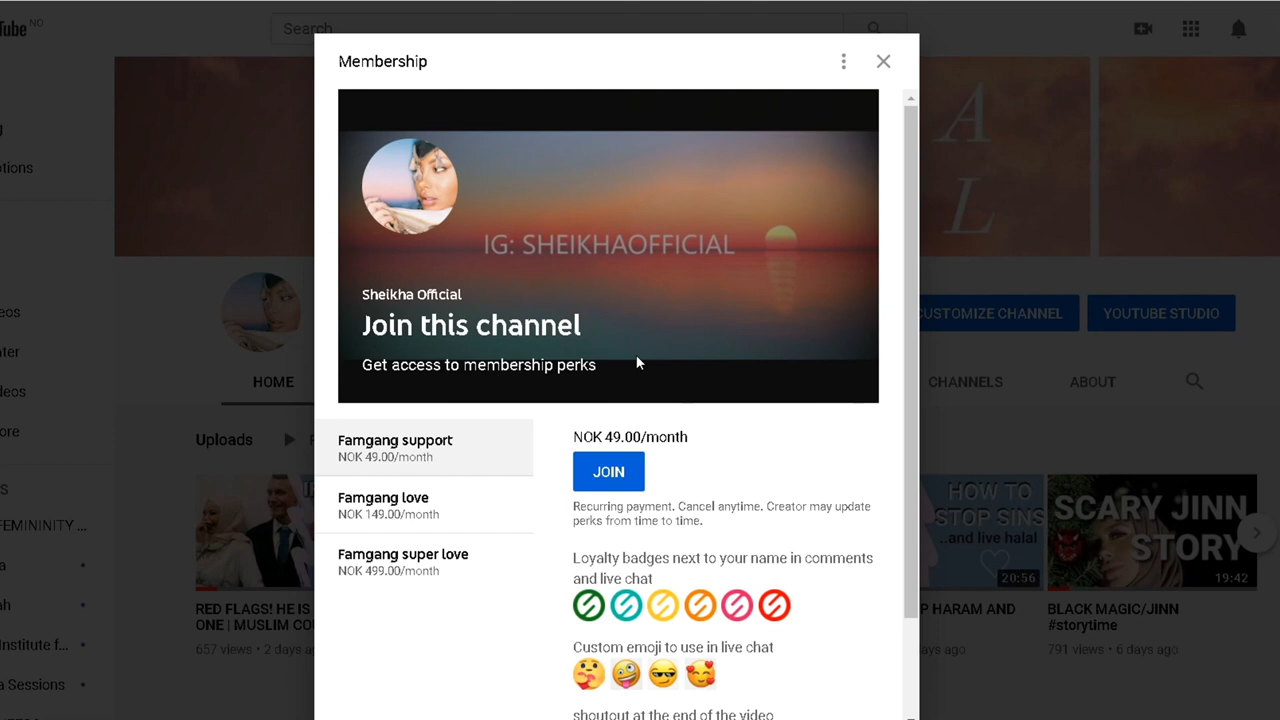 Tube NO
Search
Membership
A
L
IG: SHEIKHAOFFICIAL
Sheikha Official
Join this channel
Get access to membership perks
CUSTOMIZE CHANNEL
YOUTUBE STUDIO
HOME
CHANNELS
ABOUT
Uploads
Famgang support
NOK 49.00/month
Famgang love
NOK 149.00/month
Famgang super love
NOK 499.00/month
NOK 49.00/month
JOIN
Recurring payment. Cancel anytime. Creator may update
perks from time to time.
Loyalty badges next to your name in comments
and live chat
Custom emoji to use in live chat
shoutout at the end of the video
RED FLAGS! HE IS
ONE | MUSLIM CO
657 views • 2 days a
HOW TO
STOP SINS
..and live halal
20:56
P HARAM AND
days ago
SCARY JINN
STORY
19:42
BLACK MAGIC/JINN
#storytime
791 views • 6 days ago
FEMININITY ...
Institute f...
a Sessions